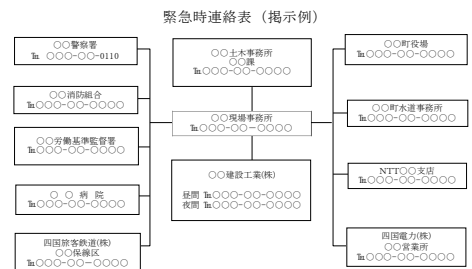 緊急時連絡表（掲示例）
○○警察署
℡ ○○○-○○-0110
○○消防組合
℡○○○-○○-○○○○
○○労働基準監督署
℡○○○-○○-○○○○
○ ○ 病 院
℡○○○-○○-○○○○
四国旅客鉄道(株)
○○保線区
℡○○○-○○－○○○○
○○土木事務所
○○課
℡○○○-○○-○○○○
○○現場事務所
℡○○○-○○－○○○○
○○建設工業(株)
昼間 ℡○○○-○○-○○○○
夜間 ℡○○○-○○-○○○○
○○町役場
℡○○○-○○-○○○○
○○町水道事務所
℡○○○-○○-○○○○
NTT○○支店
℡○○○-○○-○○○○
四国電力(株)
○○営業所
℡○○○-○○-○○○○